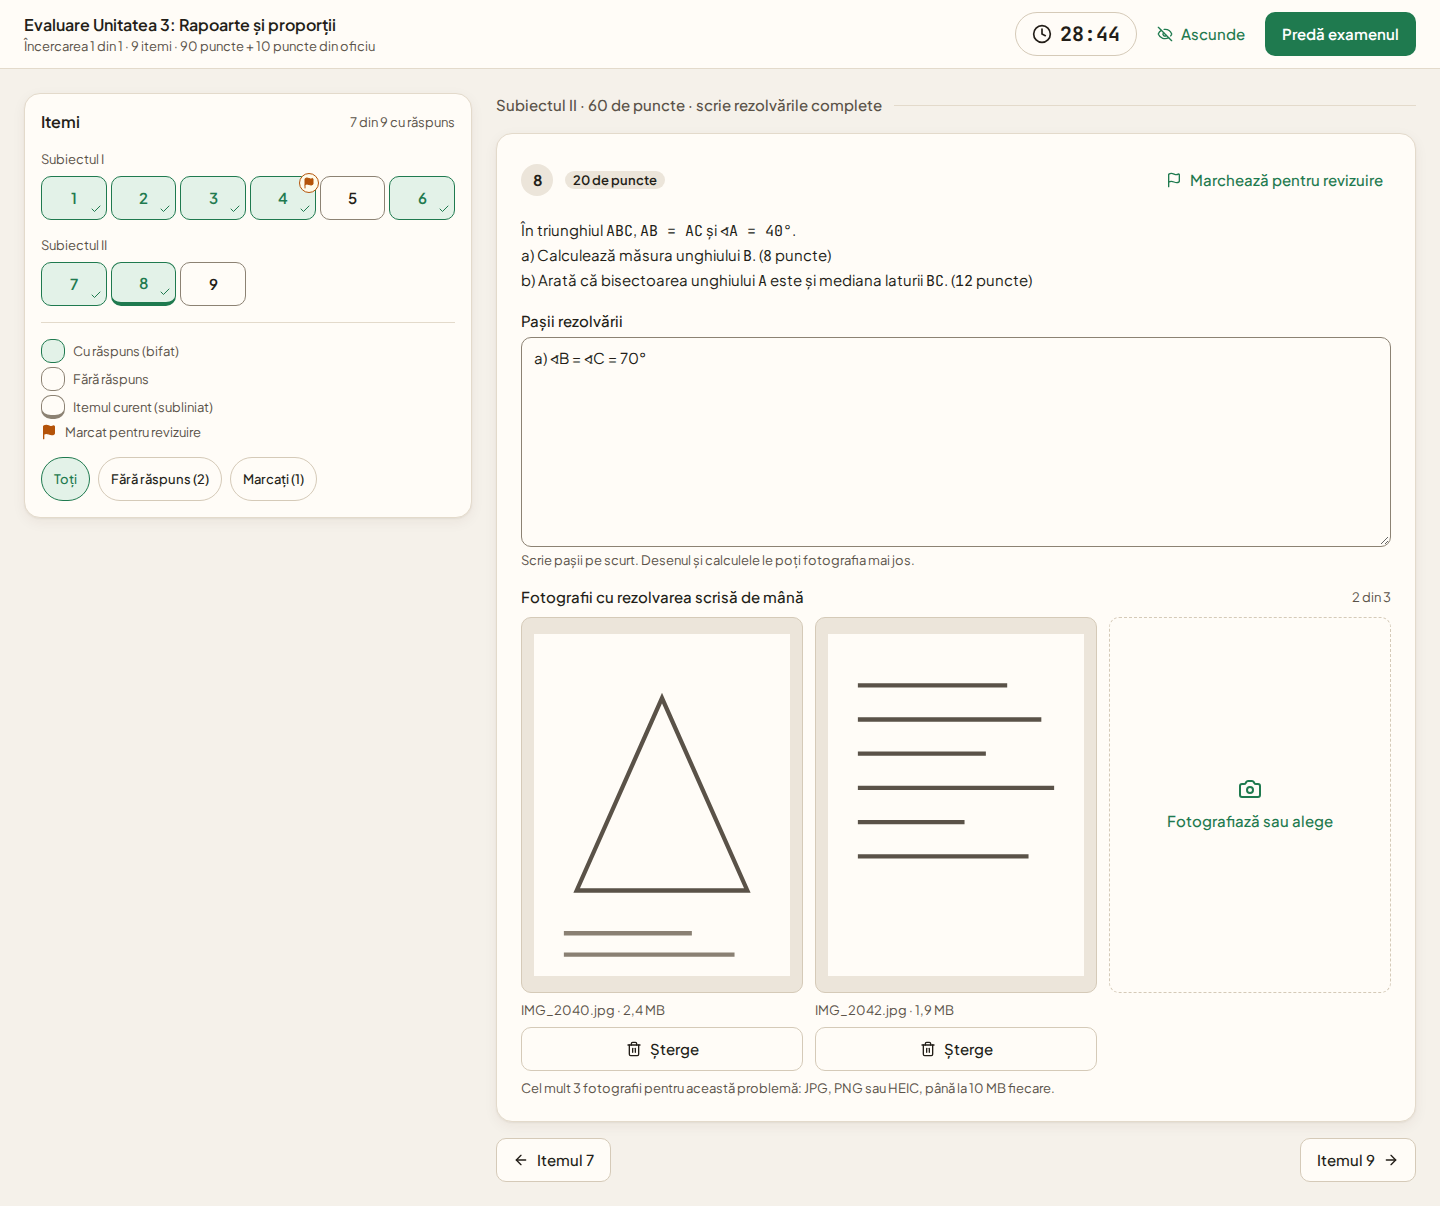 Evaluare Unitatea 3: Rapoarte și proporții
Încercarea 1 din 1 · 9 itemi · 90 puncte + 10 puncte din oficiu
28:44
Ascunde
Predă examenul
Itemi
7 din 9 cu răspuns
Subiectul I
1 2 3 4 5 6
Subiectul II
7 8 9
Cu răspuns (bifat)
Fără răspuns
Itemul curent (subliniat)
Marcat pentru revizuire
Toți
Fără răspuns (2)
Marcați (1)
Subiectul II · 60 de puncte · scrie rezolvările complete
8
20 de puncte
Marchează pentru revizuire
În triunghiul ABC, AB = AC și ∢A = 40°.
a) Calculează măsura unghiului B. (8 puncte)
b) Arată că bisectoarea unghiului A este și mediana laturii BC. (12 puncte)
Pașii rezolvării
a) ∢B = ∢C = 70°
Scrie pașii pe scurt. Desenul și calculele le poți fotografia mai jos.
Fotografii cu rezolvarea scrisă de mână
2 din 3
Fotografiază sau alege
IMG_2040.jpg · 2,4 MB
IMG_2042.jpg · 1,9 MB
Șterge
Șterge
Cel mult 3 fotografii pentru această problemă: JPG, PNG sau HEIC, până la 10 MB fiecare.
Itemul 7
Itemul 9